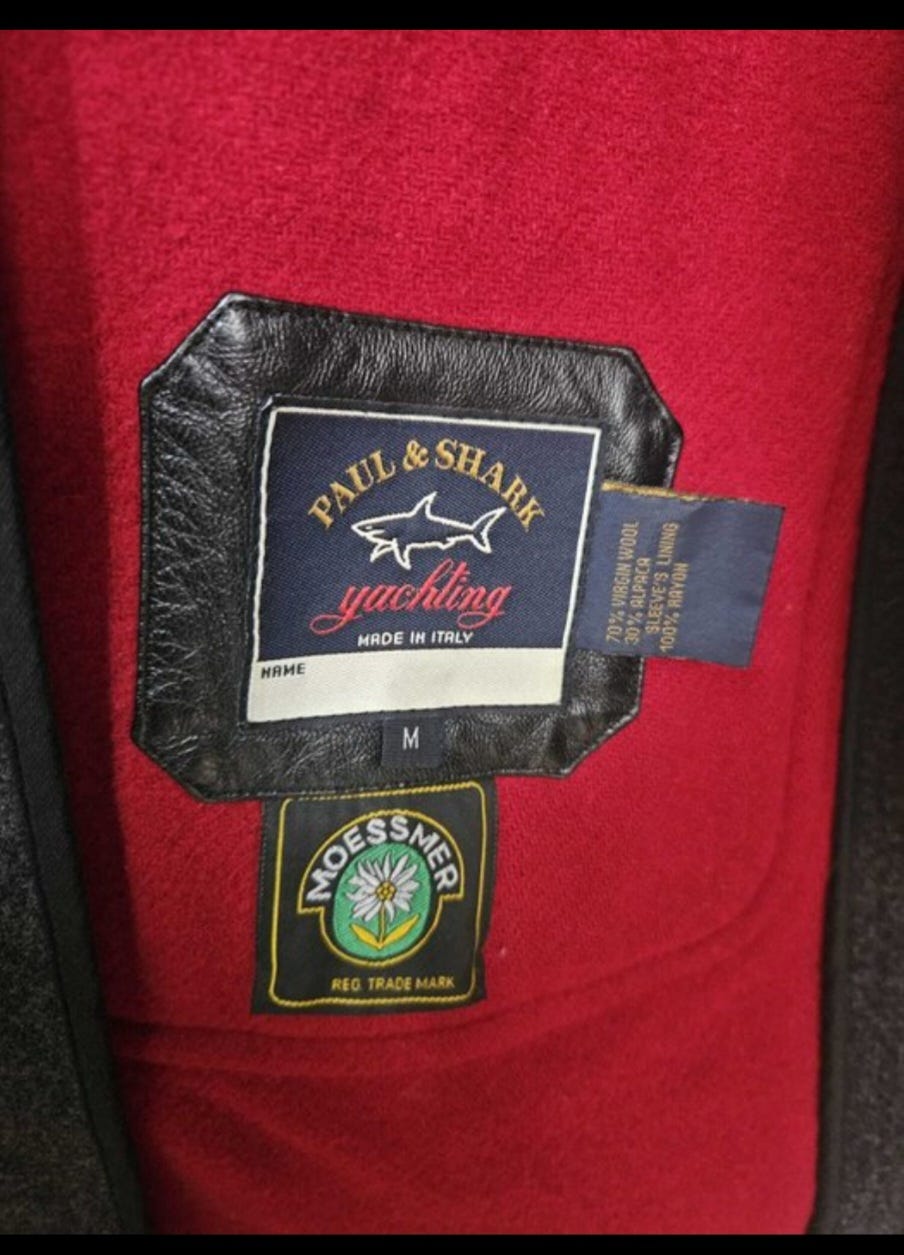 PAUL & SHARK
yachting
MADE IN ITALY
NAME
M
70% VIRGIN WOOL
30% ALPACA
SLEEVE'S LINING
100% RAYON
MOESSMER
REG. TRADE MARK